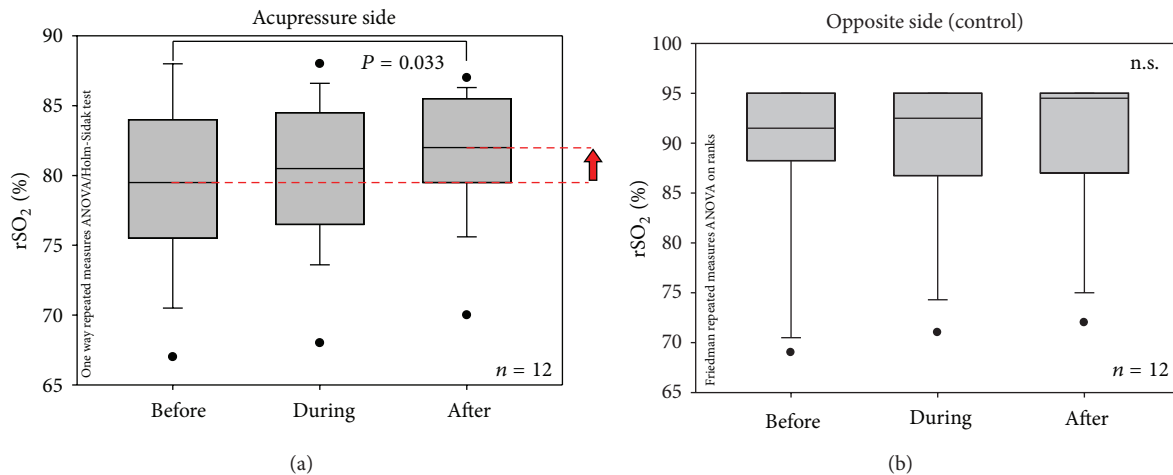 Acupressure side
90
85
80
75
70
65
rSO₂ (%)
One way repeated measures ANOVA/Holm-Sidak test
P = 0.033
n = 12
Before During After
(a)
Opposite side (control)
100
95
90
85
80
75
70
65
rSO₂ (%)
Friedman repeated measures ANOVA on ranks
n.s.
n = 12
Before During After
(b)